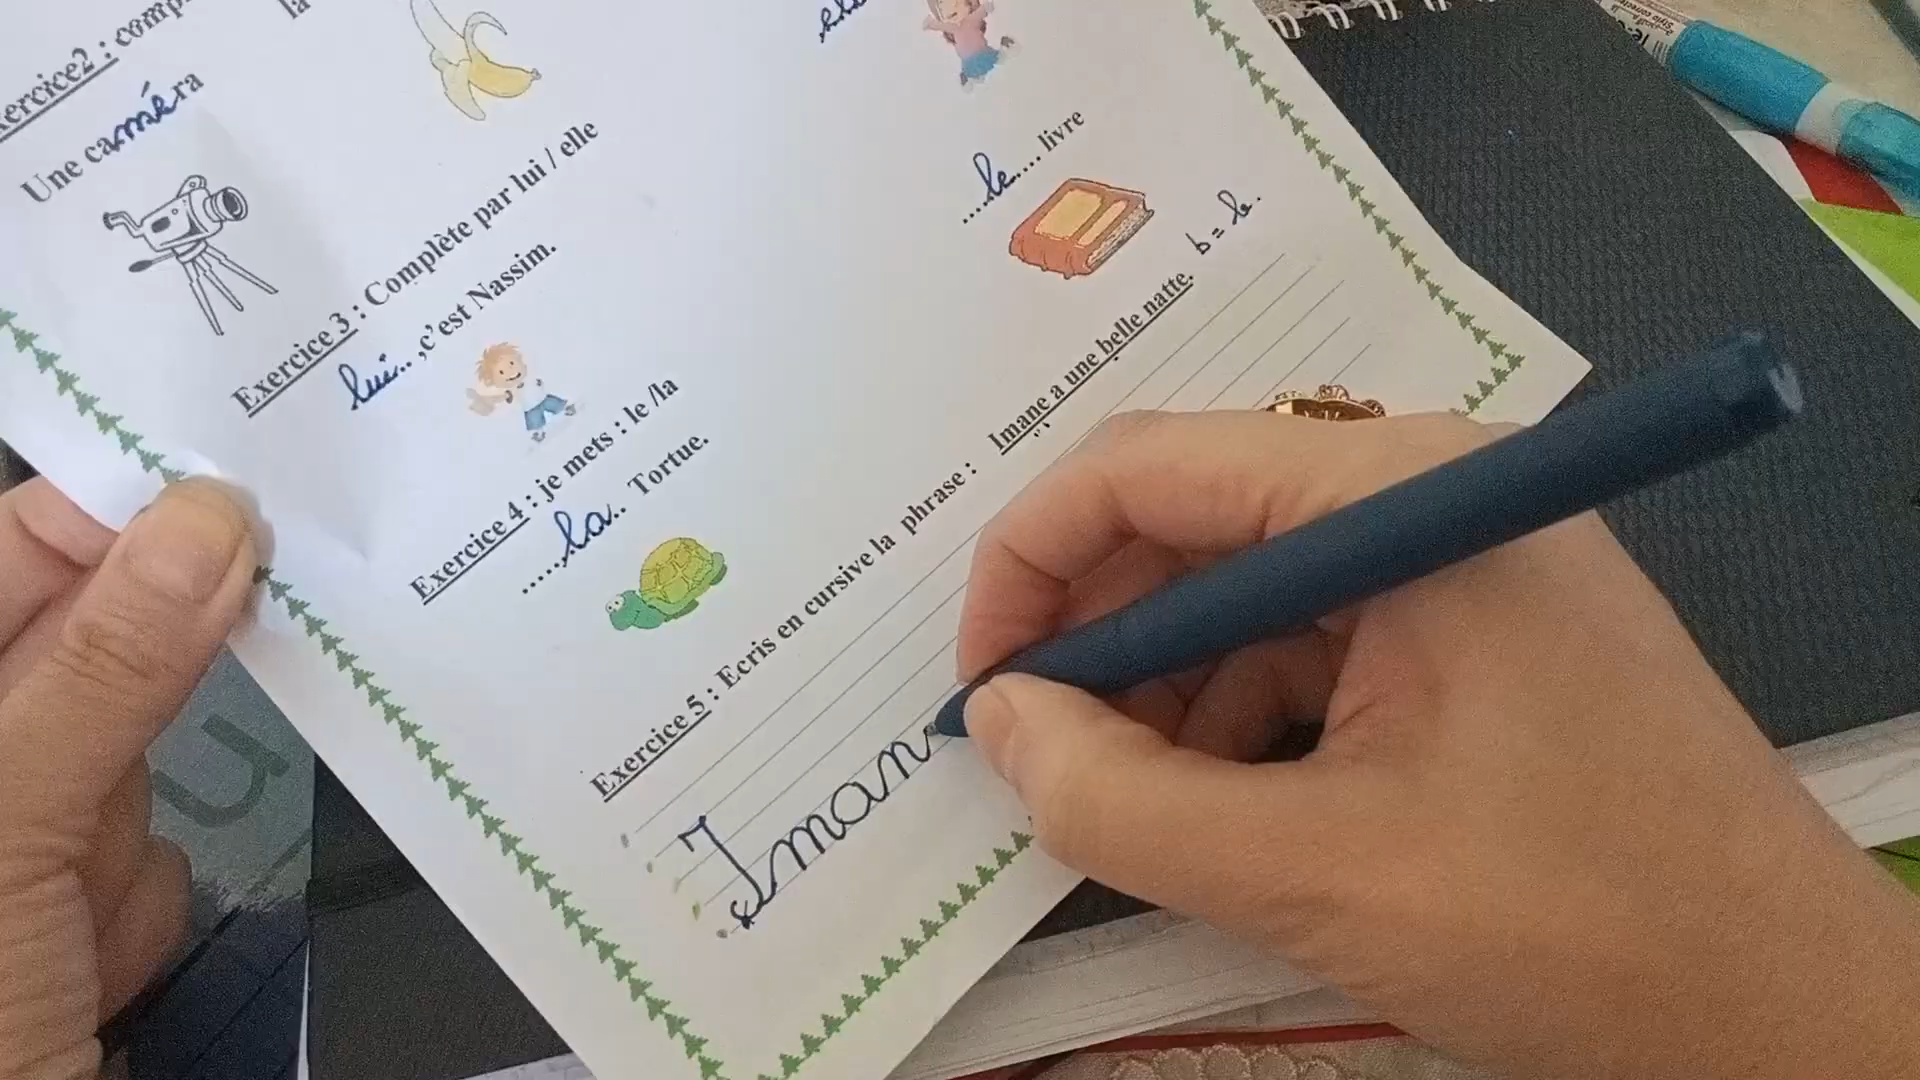 Exercice2 : comp
la
Une caméra
Exercice 3 : Complète par lui / elle
lui.. ,c'est Nassim.
....le.... livre
Exercice 4 : je mets : le /la
.....la.. Tortue.
b = b.
Exercice 5 : Ecris en cursive la phrase : Imane a une belle natte.
Iman